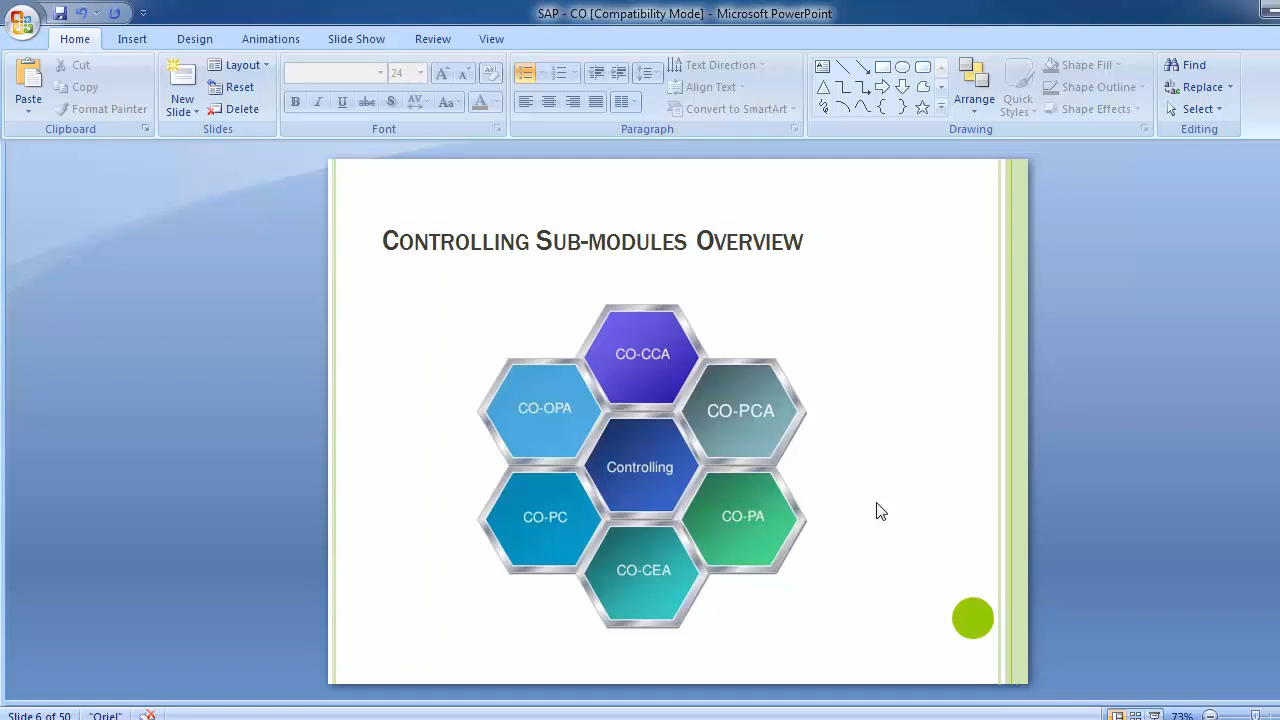 SAP - CO [Compatibility Mode] - Microsoft PowerPoint
Home Insert Design Animations Slide Show Review View
Paste
Cut
Copy
Format Painter
Clipboard
New
Slide
Layout
Reset
Delete
Slides
24
B I U abc S AV Aa A
Font
Text Direction
Align Text
Convert to SmartArt
Paragraph
Arrange
Quick
Styles
Shape Fill
Shape Outline
Shape Effects
Drawing
Find
Replace
Select
Editing
CONTROLLING SUB-MODULES OVERVIEW
CO-CCA
CO-OPA
CO-PCA
Controlling
CO-PC
CO-PA
CO-CEA
Slide 6 of 50 "Oriel" 73%